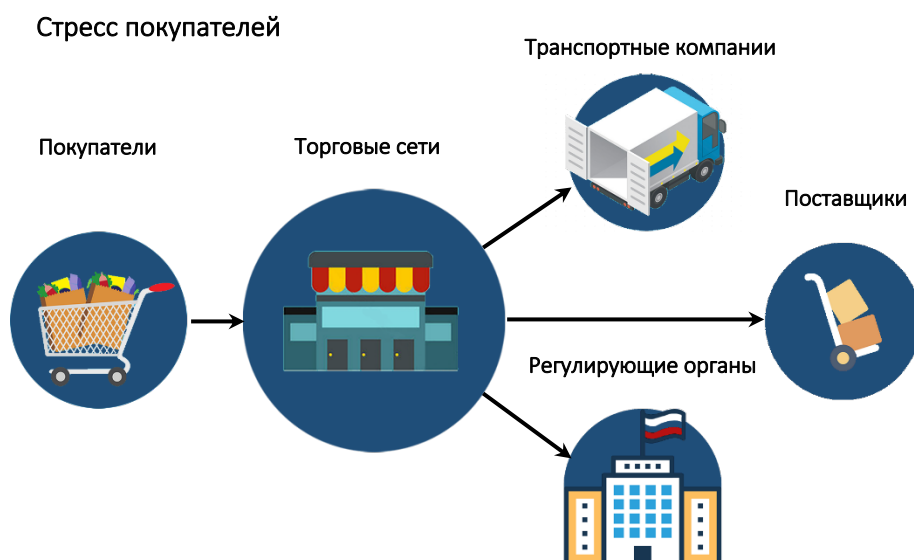 Стресс покупателей
Транспортные компании
Покупатели
Торговые сети
Поставщики
Регулирующие органы